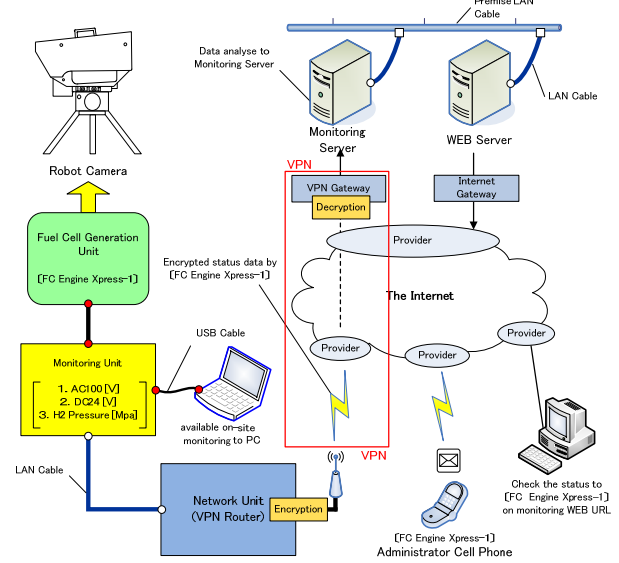 Premise LAN
Cable
Data analyse to
Monitoring Server
LAN Cable
Monitoring
Server
WEB Server
Robot Camera
VPN
VPN Gateway
Decryption
Internet
Gateway
Fuel Cell Generation
Unit
[FC Engine Xpress-1]
Provider
Encrypted status data by
[FC Engine Xpress-1]
The Internet
USB Cable
Provider
Provider
Provider
Monitoring Unit
1. AC100 [V]
2. DC24 [V]
3. H2 Pressure [Mpa]
available on-site
monitoring to PC
VPN
LAN Cable
Network Unit
(VPN Router)
Encryption
Check the status to
[FC Engine Xpress-1]
on monitoring WEB URL
[FC Engine Xpress-1]
Administrator Cell Phone